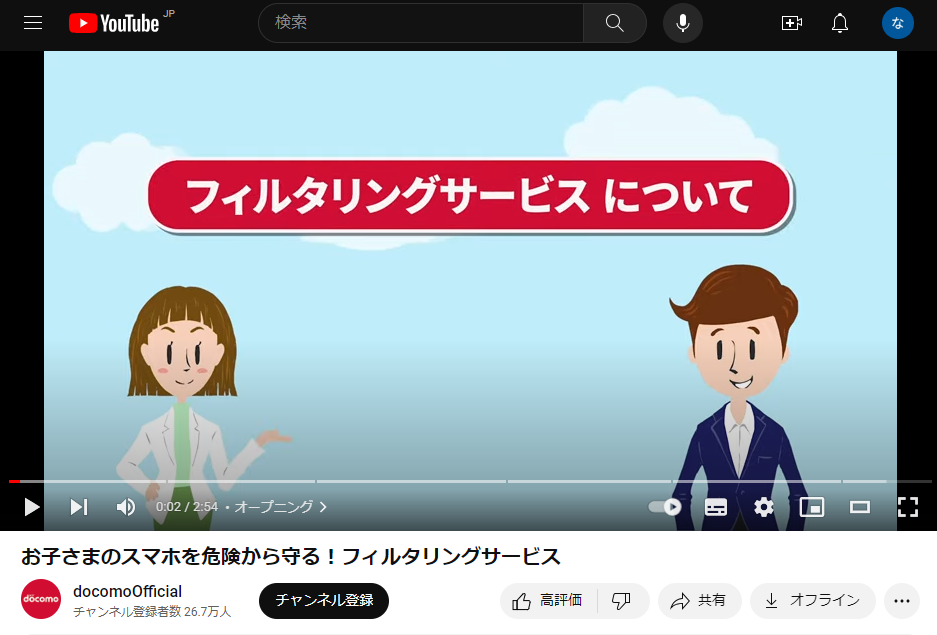 YouTube JP
検索
な
フィルタリングサービス について
0:02 / 2:54 ・オープニング
お子さまのスマホを危険から守る！フィルタリングサービス
docomo
docomoOfficial
チャンネル登録者数 26.7万人
チャンネル登録
高評価
共有
オフライン